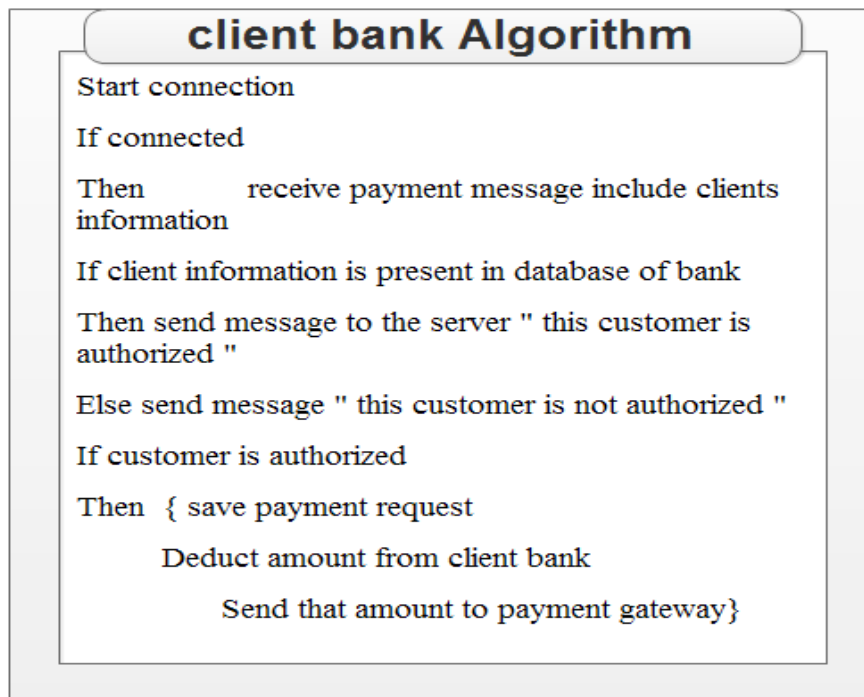 client bank Algorithm
Start connection
If connected
Then receive payment message include clients
information
If client information is present in database of bank
Then send message to the server " this customer is
authorized "
Else send message " this customer is not authorized "
If customer is authorized
Then { save payment request
Deduct amount from client bank
Send that amount to payment gateway}